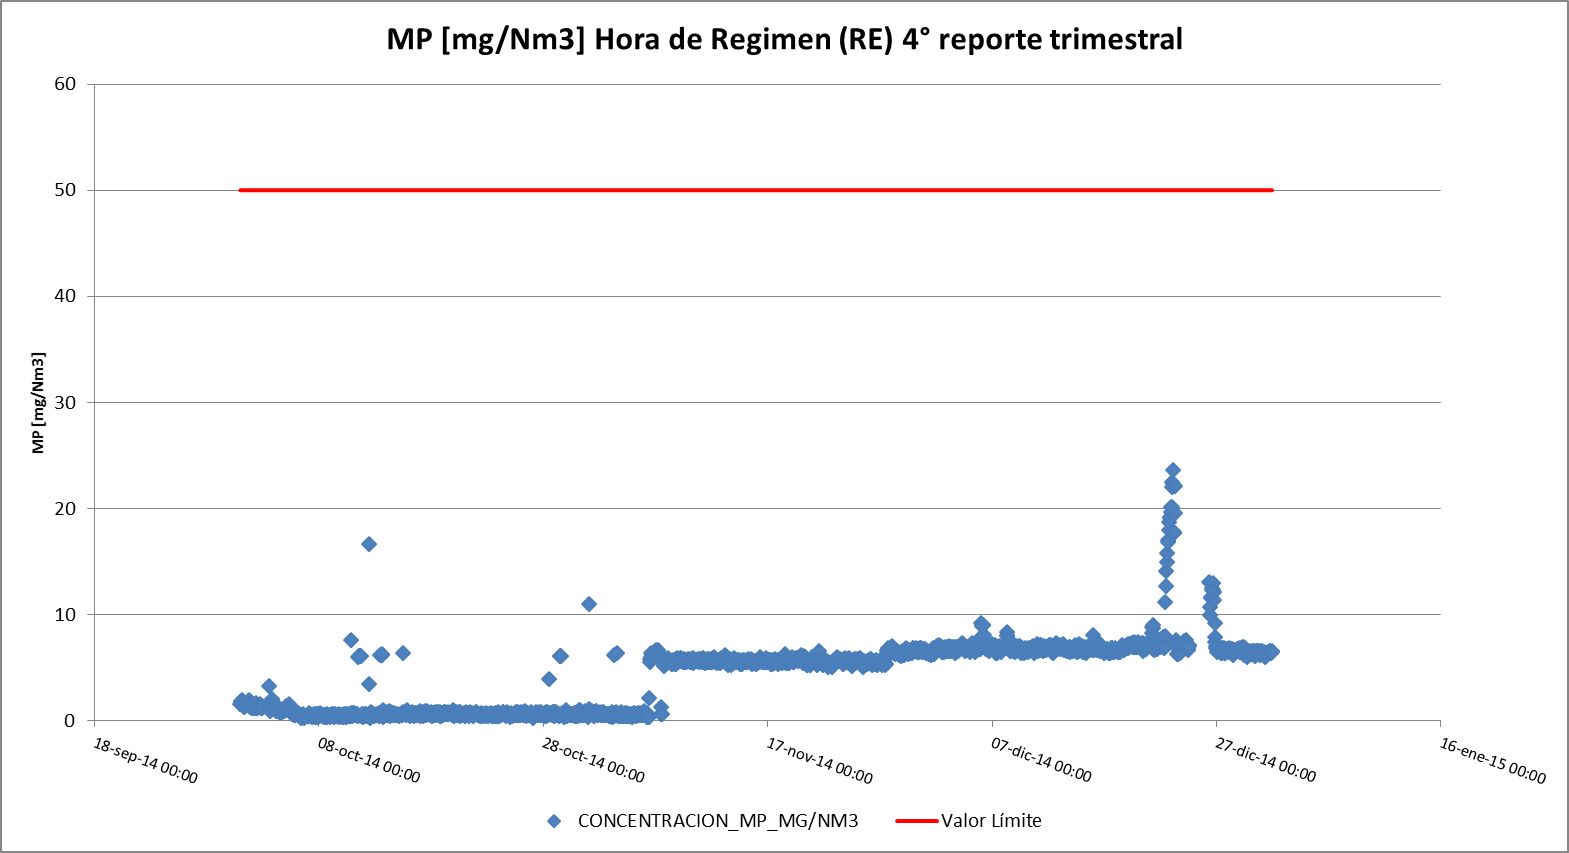 MP [mg/Nm3] Hora de Regimen (RE) 4° reporte trimestral
60
50
40
30
20
10
0
MP [mg/Nm3]
18-sep-14 00:00
08-oct-14 00:00
28-oct-14 00:00
17-nov-14 00:00
07-dic-14 00:00
27-dic-14 00:00
16-ene-15 00:00
CONCENTRACION_MP_MG/NM3
Valor Límite